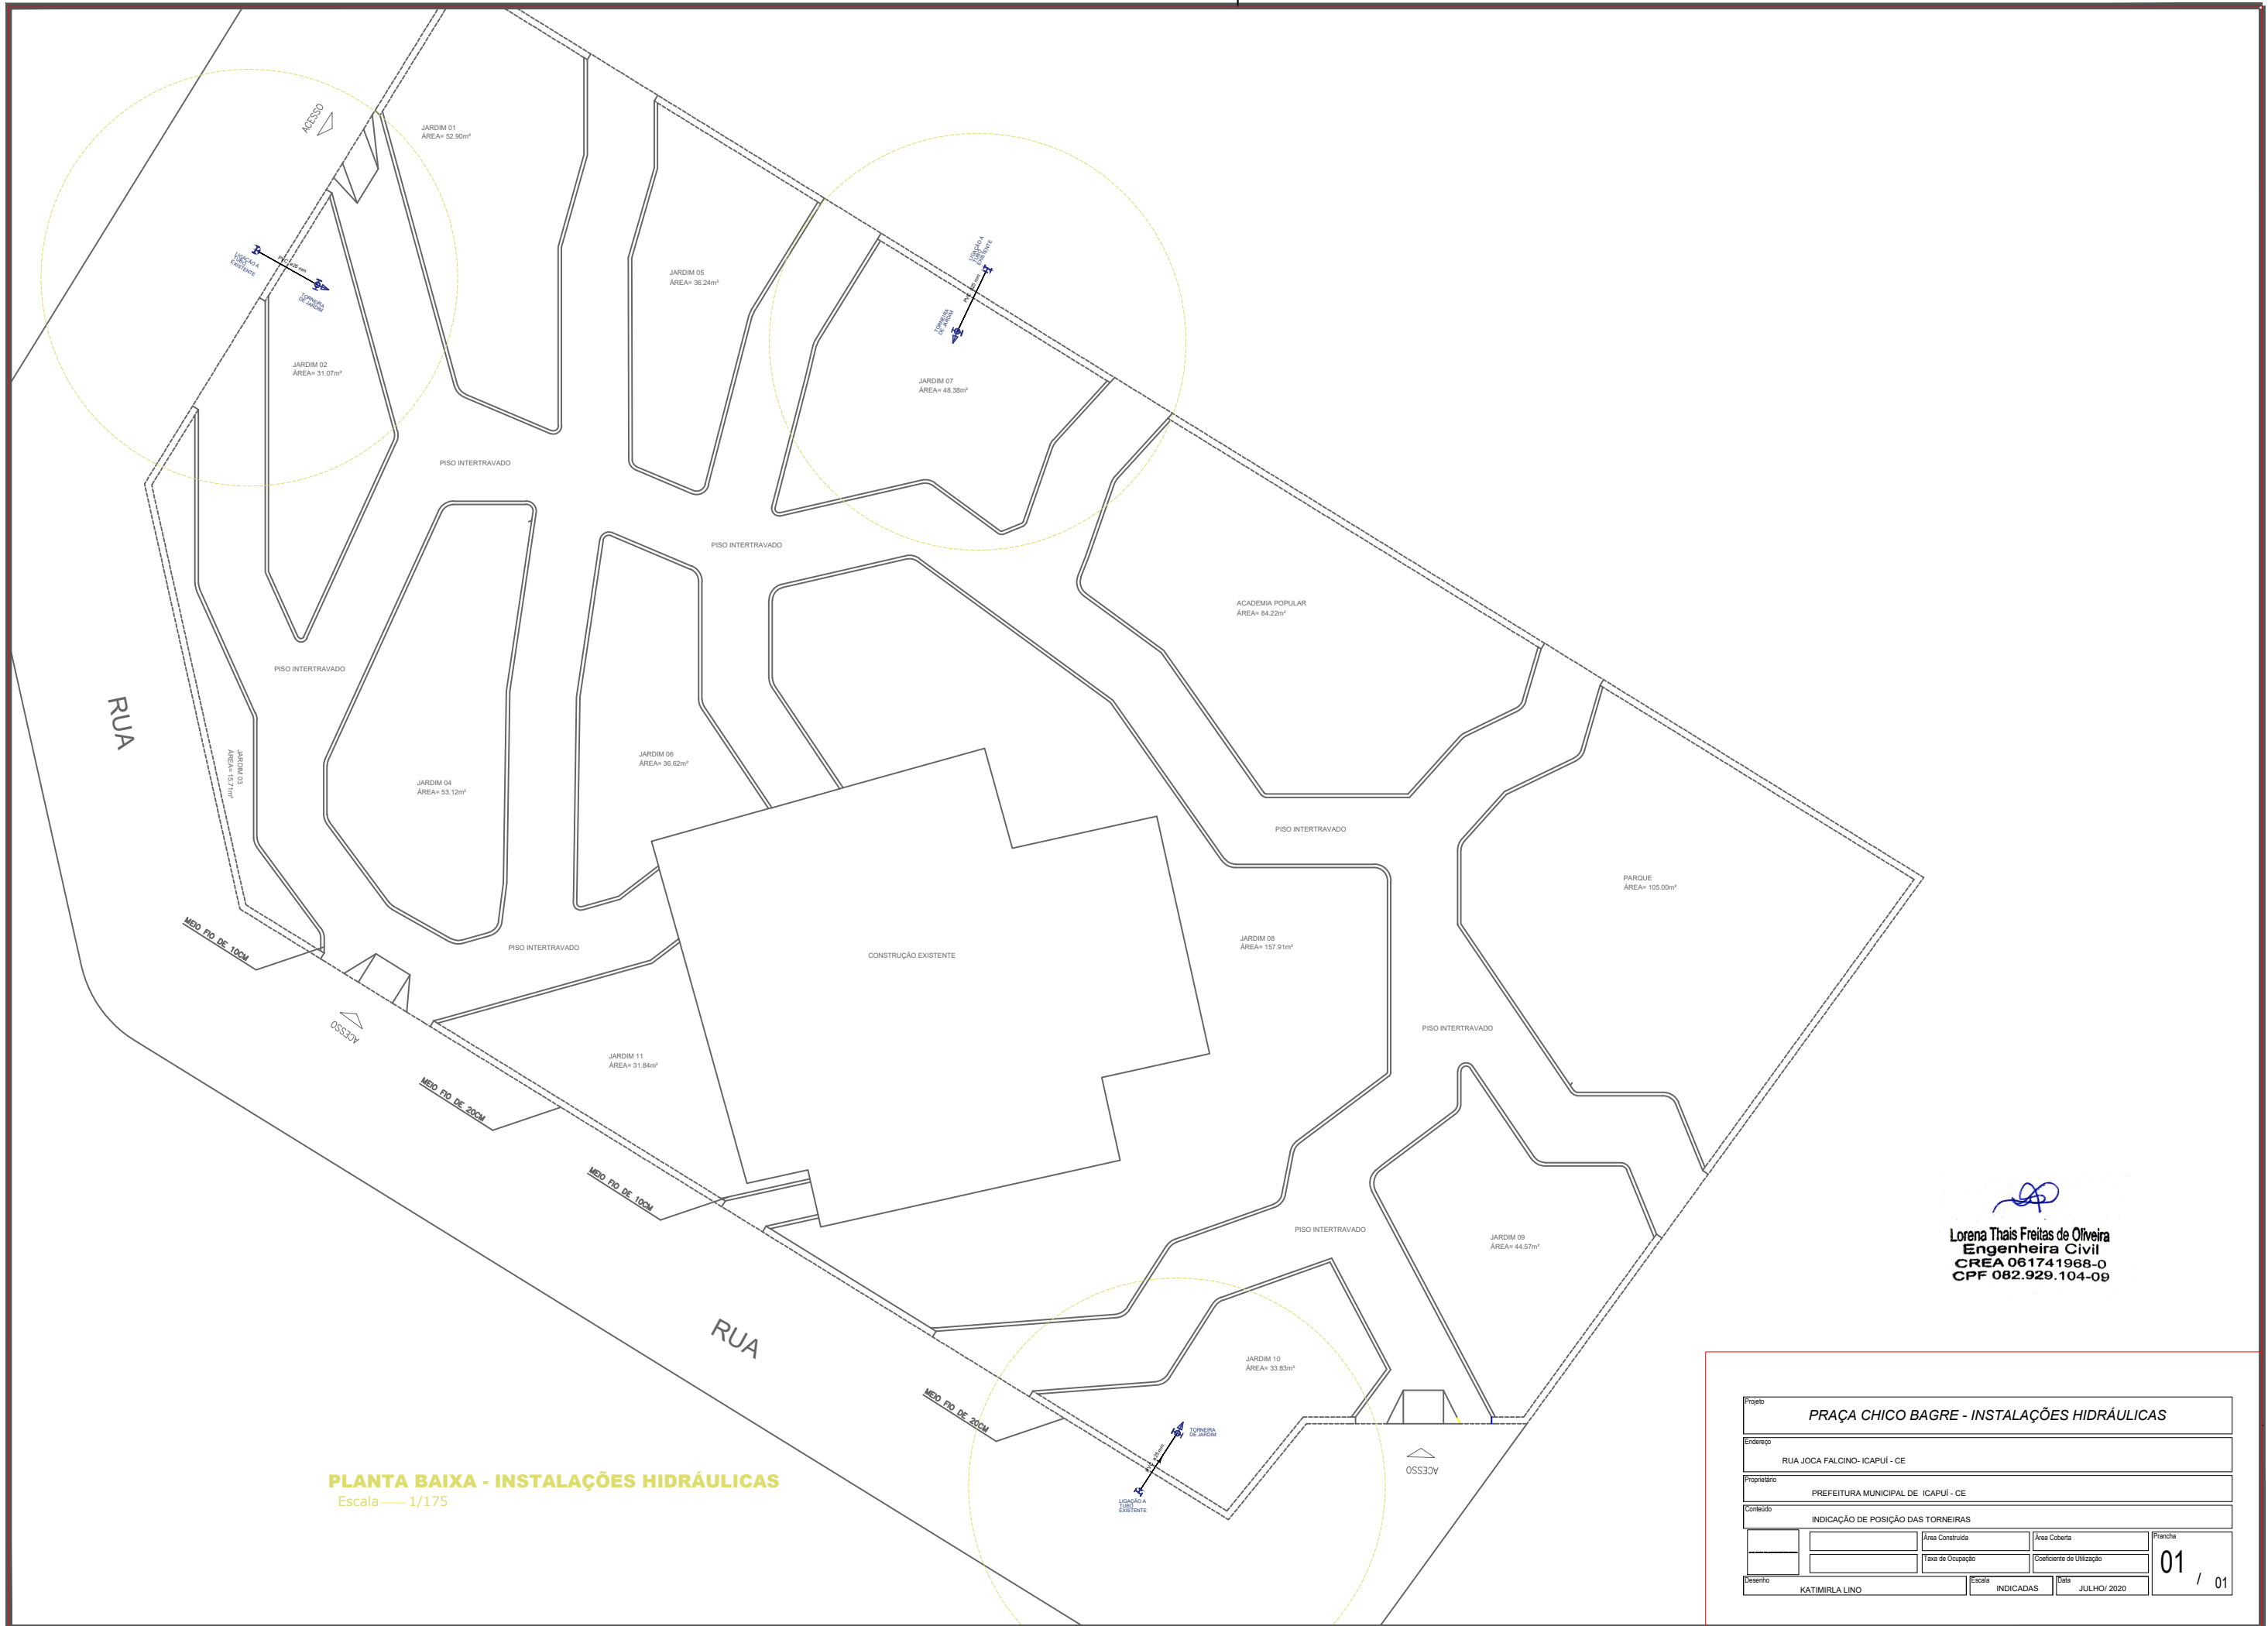 ACESSO
JARDIM 01
ÁREA= 52.90m²
LIGAÇÃO A
TUBO
EXISTENTE
PVC ⌀25 mm
TORNEIRA
DE JARDIM
JARDIM 05
ÁREA= 36.24m²
LIGAÇÃO A
TUBO
EXISTENTE
PVC ⌀25 mm
TORNEIRA
DE JARDIM
JARDIM 02
ÁREA= 31.07m²
JARDIM 07
ÁREA= 48.38m²
PISO INTERTRAVADO
PISO INTERTRAVADO
ACADEMIA POPULAR
ÁREA= 84.22m²
PISO INTERTRAVADO
RUA
JARDIM 03
ÁREA= 15.71m²
JARDIM 04
ÁREA= 53.12m²
JARDIM 06
ÁREA= 36.62m²
PISO INTERTRAVADO
PARQUE
ÁREA= 105.00m²
MEIO FIO DE 10CM
PISO INTERTRAVADO
CONSTRUÇÃO EXISTENTE
JARDIM 08
ÁREA= 157.91m²
ACESSO
PISO INTERTRAVADO
JARDIM 11
ÁREA= 31.84m²
MEIO FIO DE 20CM
MEIO FIO DE 10CM
PISO INTERTRAVADO
JARDIM 09
ÁREA= 44.57m²
Lorena Thais Freitas de Oliveira
Engenheira Civil
CREA 061741968-0
CPF 082.929.104-09
RUA
JARDIM 10
ÁREA= 33.83m²
MEIO FIO DE 20CM
TORNEIRA
DE JARDIM
PVC ⌀25 mm
LIGAÇÃO A
TUBO
EXISTENTE
ACESSO
PLANTA BAIXA - INSTALAÇÕES HIDRÁULICAS
Escala 1/175
Projeto
PRAÇA CHICO BAGRE - INSTALAÇÕES HIDRÁULICAS
Endereço
RUA JOCA FALCINO- ICAPUÍ - CE
Proprietário
PREFEITURA MUNICIPAL DE ICAPUÍ - CE
Conteúdo
INDICAÇÃO DE POSIÇÃO DAS TORNEIRAS
Área Construída
Área Coberta
Prancha
Taxa de Ocupação
Coeficiente de Utilização
01 / 01
Desenho
KATIMIRLA LINO
Escala
INDICADAS
Data
JULHO/ 2020